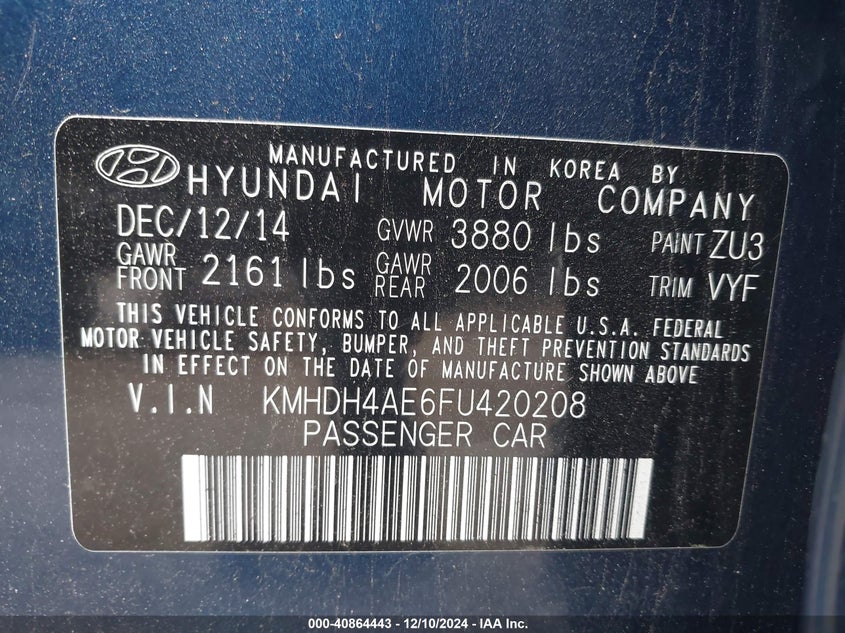 MANUFACTURED IN KOREA BY
HYUNDAI MOTOR COMPANY
DEC/12/14 GVWR 3880 lbs PAINT ZU3
GAWR FRONT 2161 lbs GAWR REAR 2006 lbs TRIM VYF
THIS VEHICLE CONFORMS TO ALL APPLICABLE U.S.A. FEDERAL
MOTOR VEHICLE SAFETY, BUMPER, AND THEFT PREVENTION STANDARDS
IN EFFECT ON THE DATE OF MANUFACTURE SHOWN ABOVE
V.I.N KMHDH4AE6FU420208
PASSENGER CAR
000-40864443 - 12/10/2024 - IAA Inc.